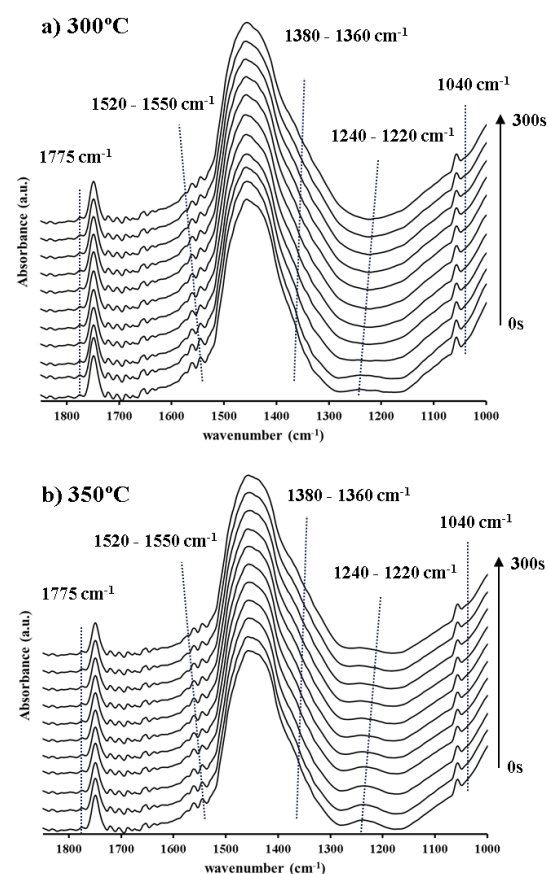 a) 300ºC
1380 - 1360 cm-1
1040 cm-1
1520 - 1550 cm-1
300s
1240 - 1220 cm-1
1775 cm-1
Absorbance (a.u.)
0s
1800 1700 1600 1500 1400 1300 1200 1100 1000
wavenumber (cm-1)
b) 350ºC
1380 - 1360 cm-1
1040 cm-1
1520 - 1550 cm-1
300s
1240 - 1220 cm-1
1775 cm-1
Absorbance (a.u.)
0s
1800 1700 1600 1500 1400 1300 1200 1100 1000
wavenumber (cm-1)